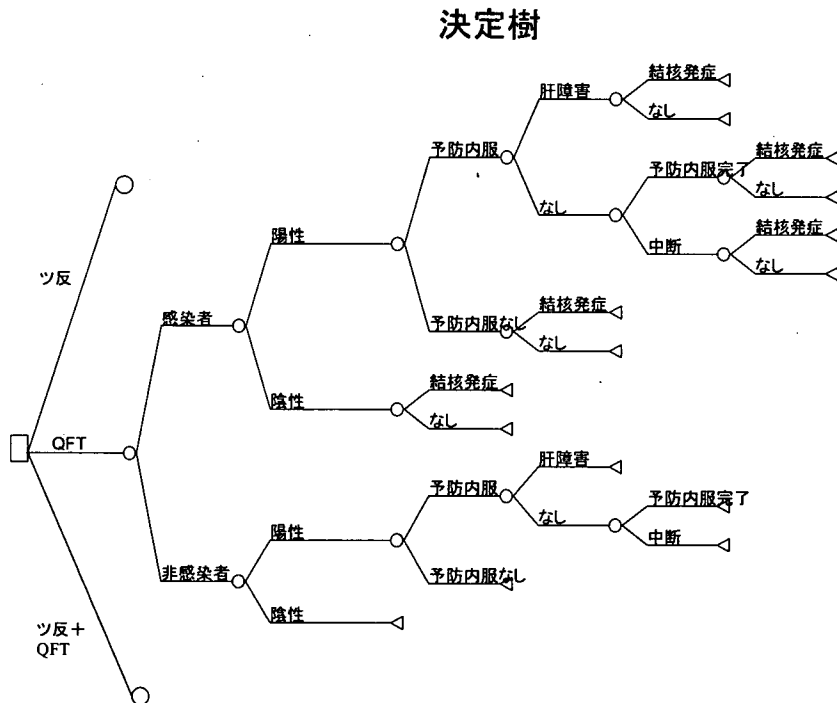 決定樹
結核発症
肝障害
なし
予防内服
結核発症
予防内服完了
なし
なし
結核発症
中断
なし
陽性
ツ反
感染者
予防内服なし
結核発症
なし
陰性
結核発症
なし
QFT
肝障害
予防内服
予防内服完了
なし
中断
陽性
非感染者
予防内服なし
陰性
ツ反+
QFT